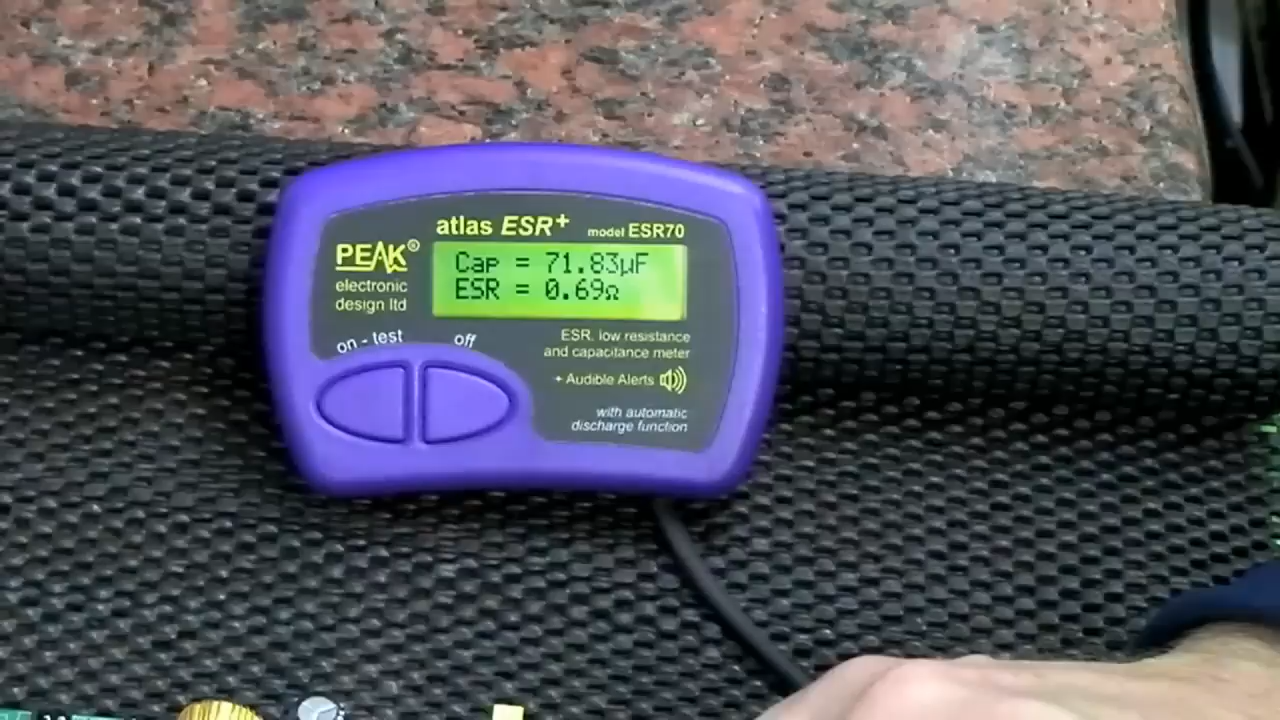 atlas ESR+ model ESR70
PEAK®
electronic
design ltd
Cap = 71.83µF
ESR = 0.69Ω
on - test
off
ESR, low resistance
and capacitance meter
+ Audible Alerts
with automatic
discharge function